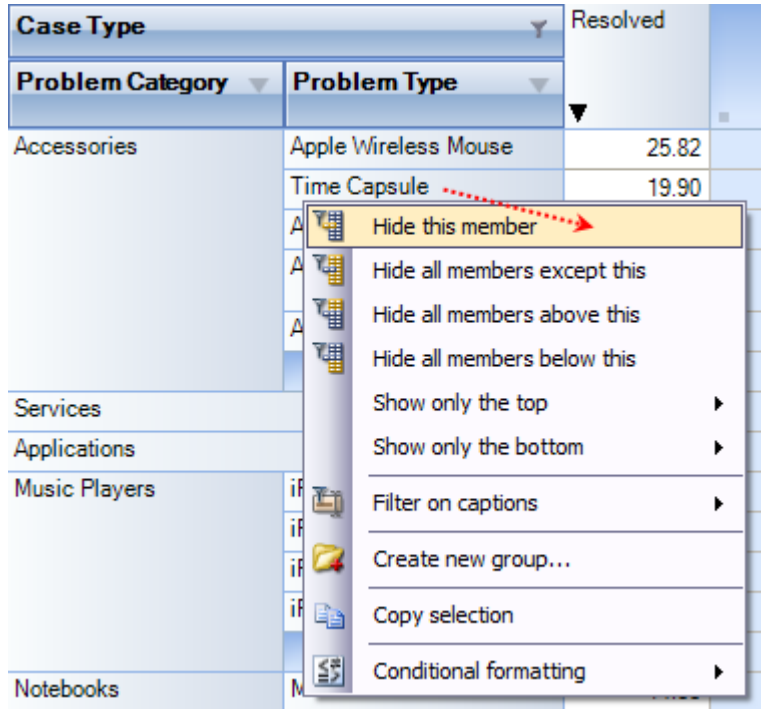 Case Type
Resolved
Problem Category
Problem Type
Accessories
Apple Wireless Mouse
25.82
Time Capsule
19.90
Hide this member
Hide all members except this
Hide all members above this
Hide all members below this
Services
Show only the top
Applications
Show only the bottom
Music Players
Filter on captions
Create new group...
Copy selection
Conditional formatting
Notebooks